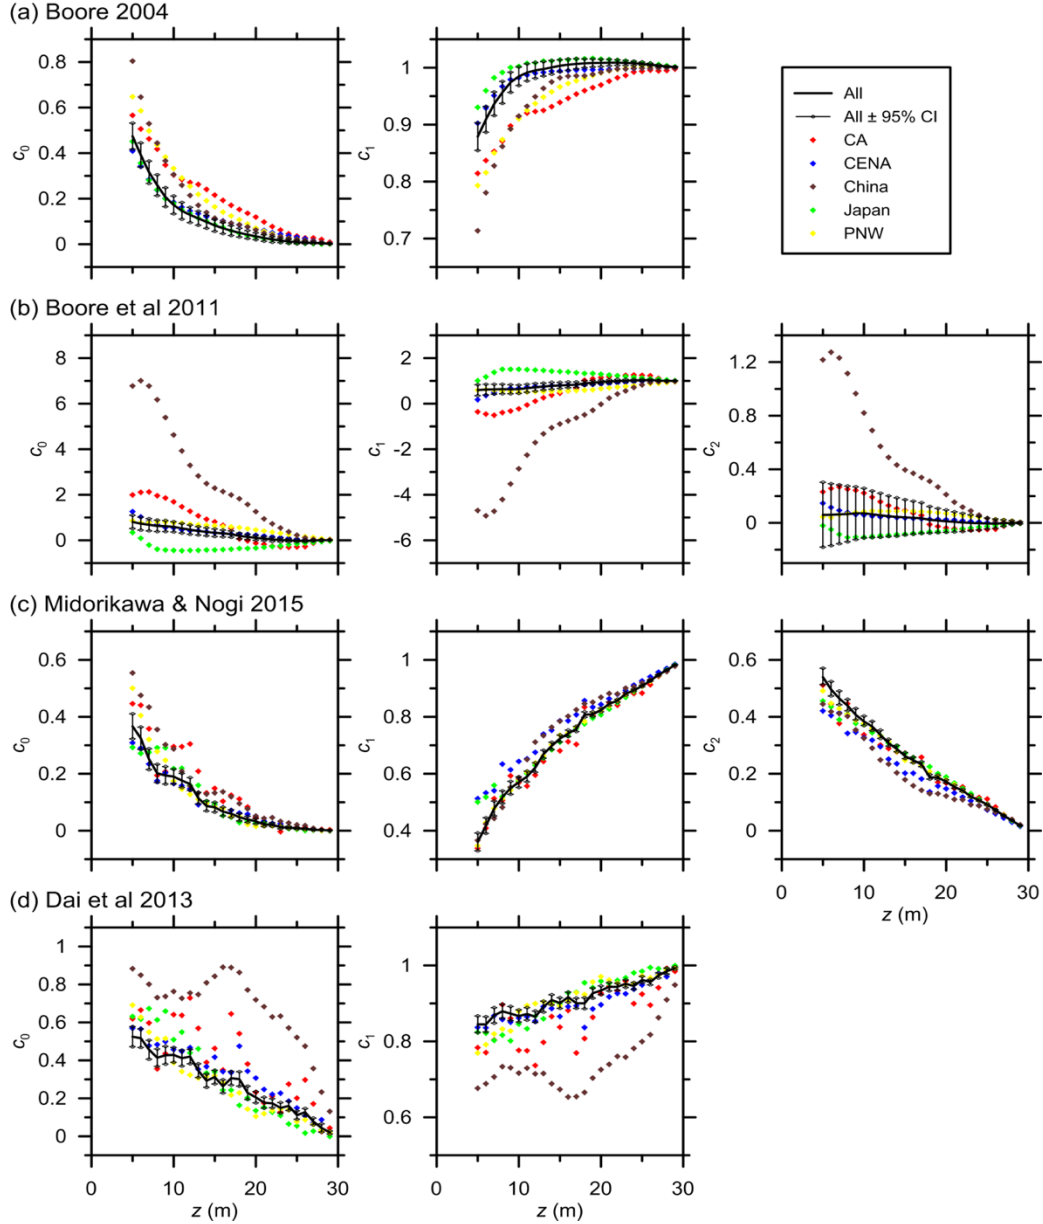 (a) Boore 2004
0.8
0.6
0.4
0.2
0
c0
1
0.9
0.8
0.7
c1
All
All ± 95% CI
CA
CENA
China
Japan
PNW
(b) Boore et al 2011
8
6
4
2
0
c0
2
0
-2
-4
-6
c1
1.2
0.8
0.4
0
c2
(c) Midorikawa & Nogi 2015
0.6
0.4
0.2
0
c0
1
0.8
0.6
0.4
c1
0.6
0.4
0.2
0
c2
0 10 20 30
z (m)
(d) Dai et al 2013
1
0.8
0.6
0.4
0.2
0
c0
0 10 20 30
z (m)
1
0.8
0.6
c1
0 10 20 30
z (m)